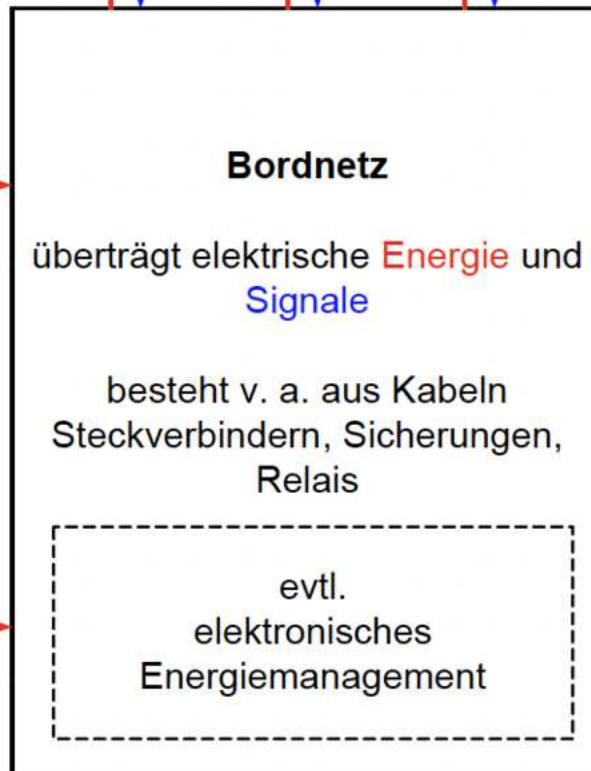 Bordnetz
überträgt elektrische Energie und
Signale
besteht v. a. aus Kabeln
Steckverbindern, Sicherungen,
Relais
evtl.
elektronisches
Energiemanagement